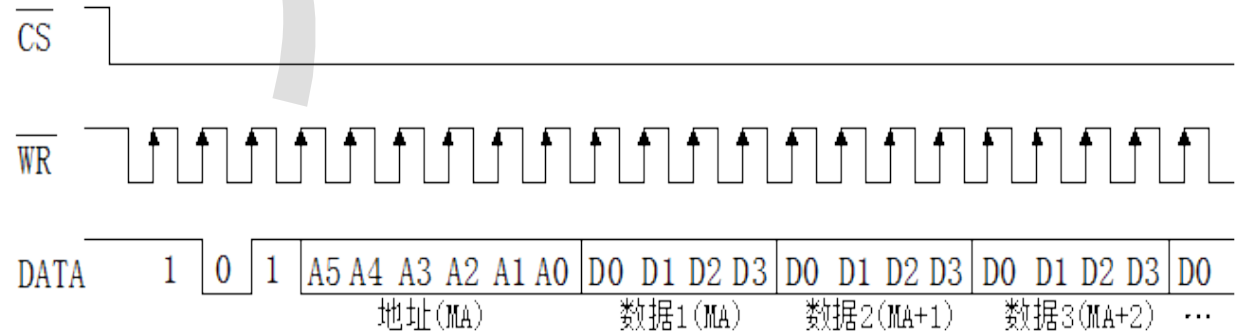 CS
WR
DATA 1 0 1 A5 A4 A3 A2 A1 A0 D0 D1 D2 D3 D0 D1 D2 D3 D0 D1 D2 D3 D0
地址(MA) 数据1(MA) 数据2(MA+1) 数据3(MA+2) ···